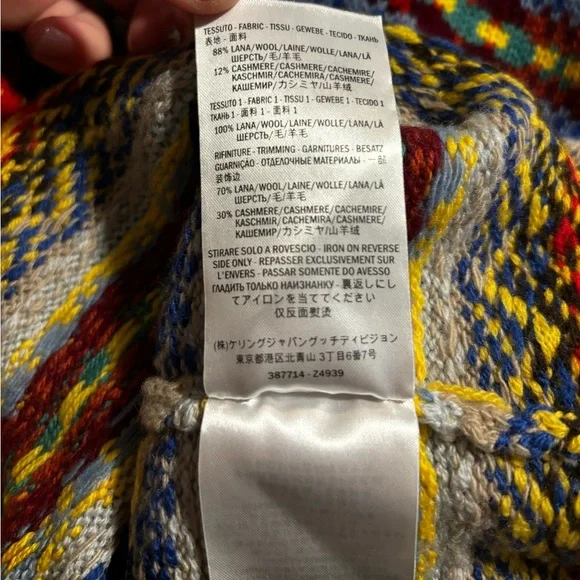 TESSUTO - FABRIC - TISSU - GEWEBE - TECIDO - ТКАНЬ
表地 - 面料
88% LANA/WOOL/LAINE/WOLLE/LANA/LÃ
ШЕРСТЬ/毛/羊毛
12% CASHMERE/CASHMERE/CACHEMIRE/
KASCHMIR/CACHEMIRA/CASHMERE/
КАШЕМИР/カシミヤ/山羊绒
TESSUTO 1 - FABRIC 1 - TISSU 1 - GEWEBE 1 - TECIDO 1
ТКАНЬ 1 - 面料 1 - 面料 1
100% LANA/WOOL/LAINE/WOLLE/LANA/LÃ
ШЕРСТЬ/毛/羊毛
RIFINITURE - TRIMMING - GARNITURES - BESATZ
GUARNIÇÃO - ОТДЕЛОЧНЫЕ МАТЕРИАЛЫ - 一部
装饰边
70% LANA/WOOL/LAINE/WOLLE/LANA/LÃ
ШЕРСТЬ/毛/羊毛
30% CASHMERE/CASHMERE/CACHEMIRE/
KASCHMIR/CACHEMIRA/CASHMERE/
КАШЕМИР/カシミヤ/山羊绒
STIRARE SOLO A ROVESCIO - IRON ON REVERSE
SIDE ONLY - REPASSER EXCLUSIVEMENT SUR
L'ENVERS - PASSAR SOMENTE DO AVESSO
ГЛАДИТЬ ТОЛЬКО НАИЗНАНКУ - 裏返しにし
てアイロンを当ててください
仅反面熨烫
(株)ケリングジャパングッチディビジョン
東京都港区北青山 3丁目6番7号
387714 - Z4939